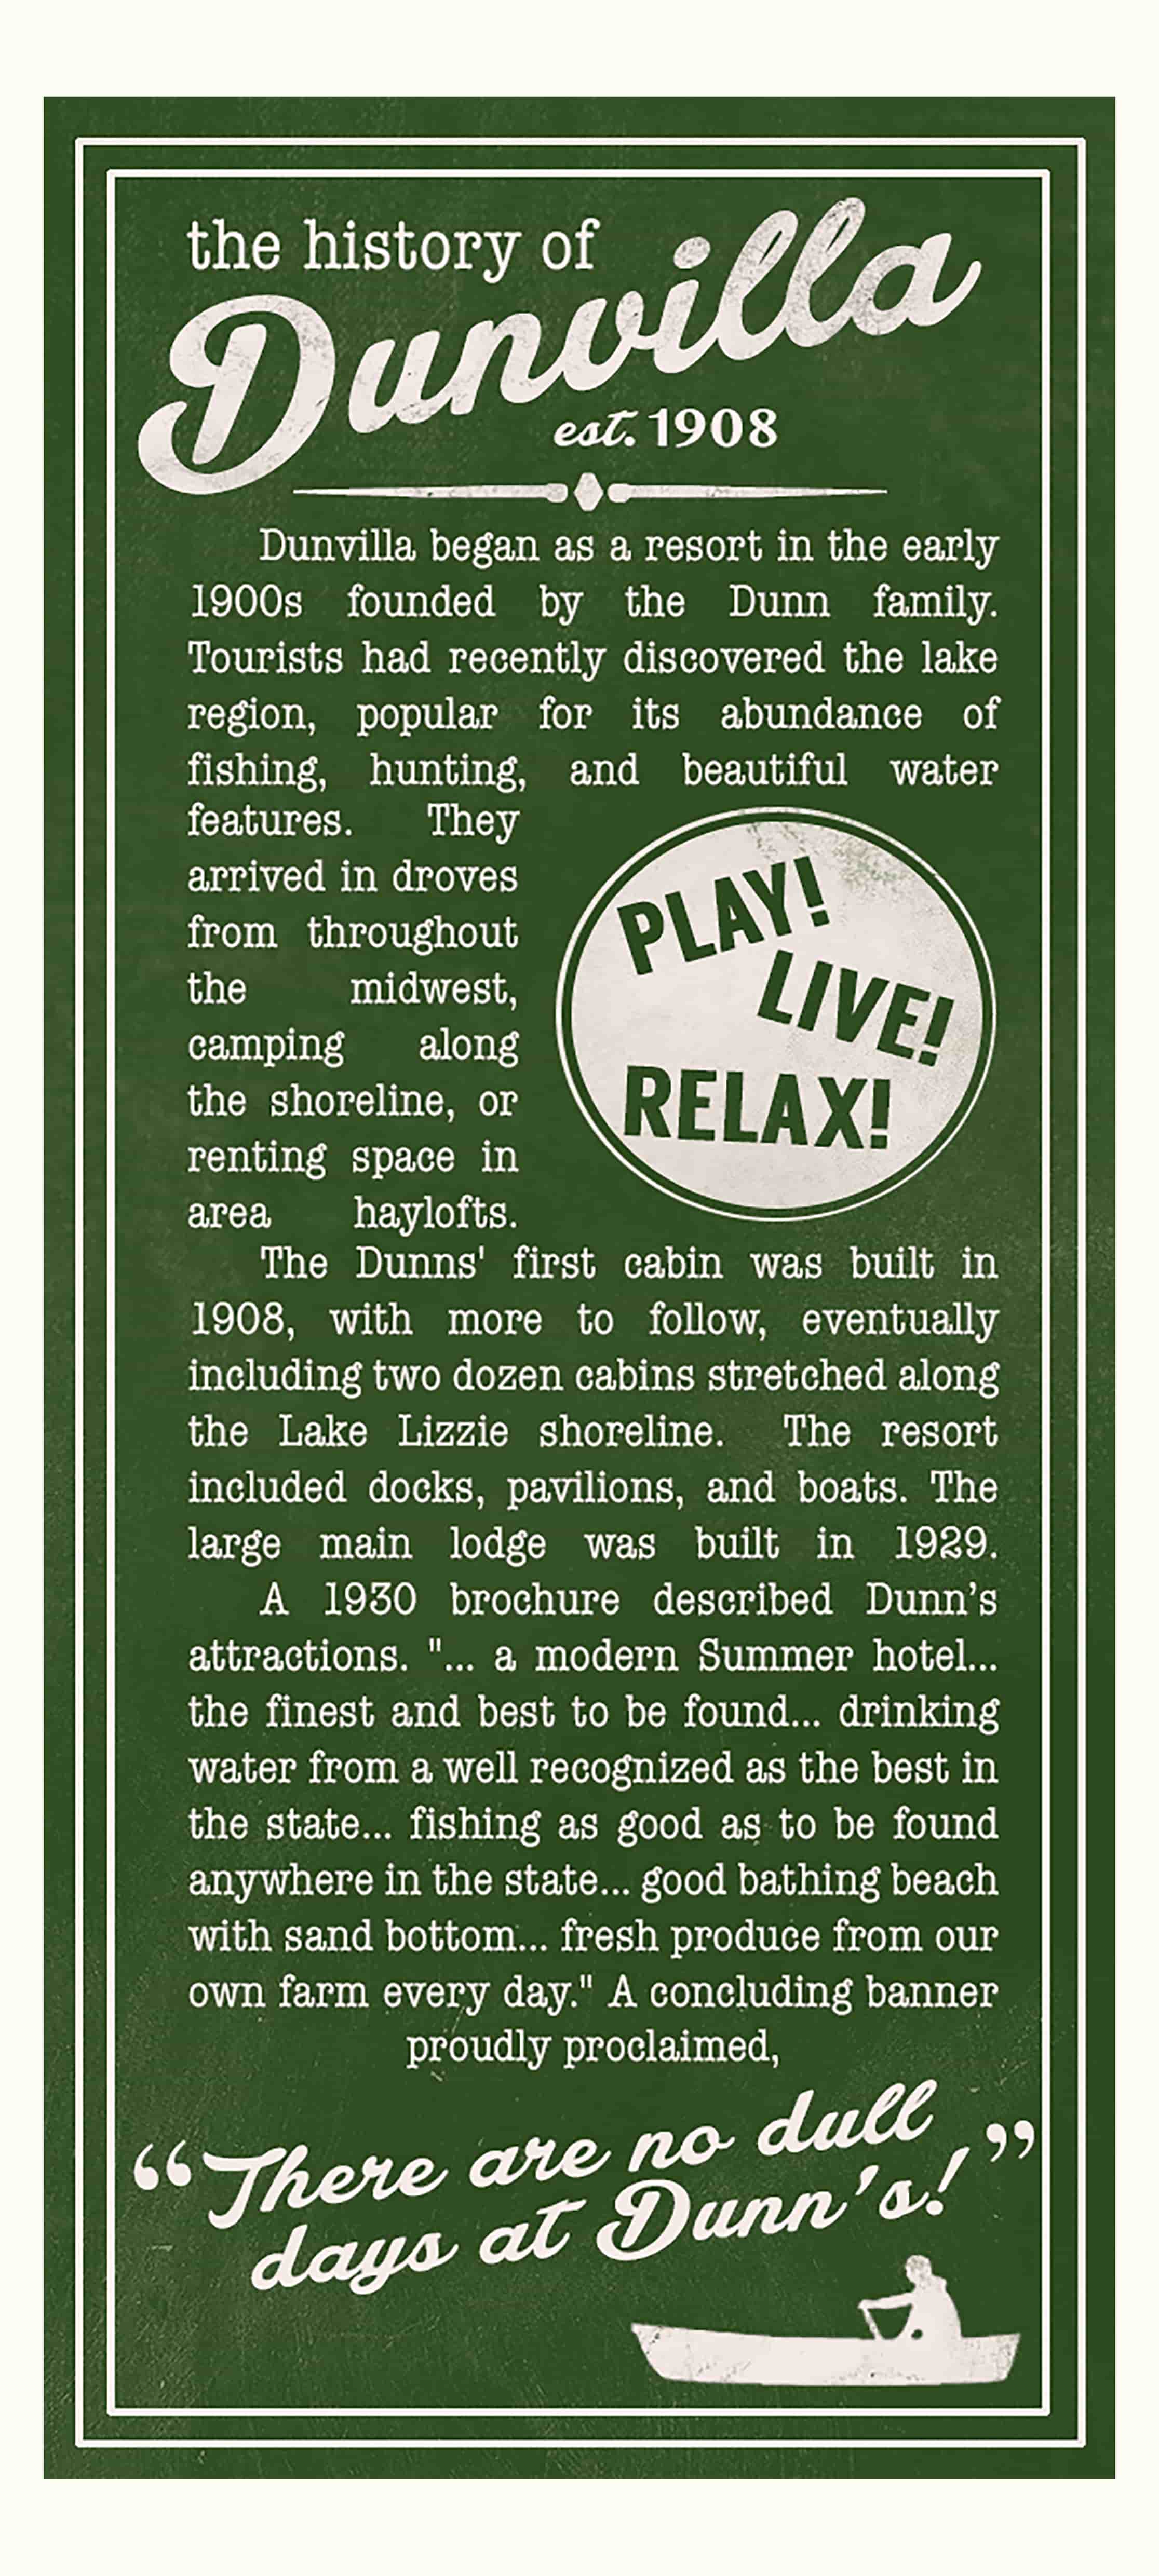 the history of
Dunvilla
est. 1908
Dunvilla began as a resort in the early
1900s founded by the Dunn family.
Tourists had recently discovered the lake
region, popular for its abundance of
fishing, hunting, and beautiful water
features. They
arrived in droves
from throughout
the midwest,
camping along
the shoreline, or
renting space in
area haylofts.
PLAY!
LIVE!
RELAX!
The Dunns' first cabin was built in
1908, with more to follow, eventually
including two dozen cabins stretched along
the Lake Lizzie shoreline. The resort
included docks, pavilions, and boats. The
large main lodge was built in 1929.
A 1930 brochure described Dunn’s
attractions. "... a modern Summer hotel...
the finest and best to be found... drinking
water from a well recognized as the best in
the state... fishing as good as to be found
anywhere in the state... good bathing beach
with sand bottom... fresh produce from our
own farm every day." A concluding banner
proudly proclaimed,
“There are no dull
days at Dunn’s!”